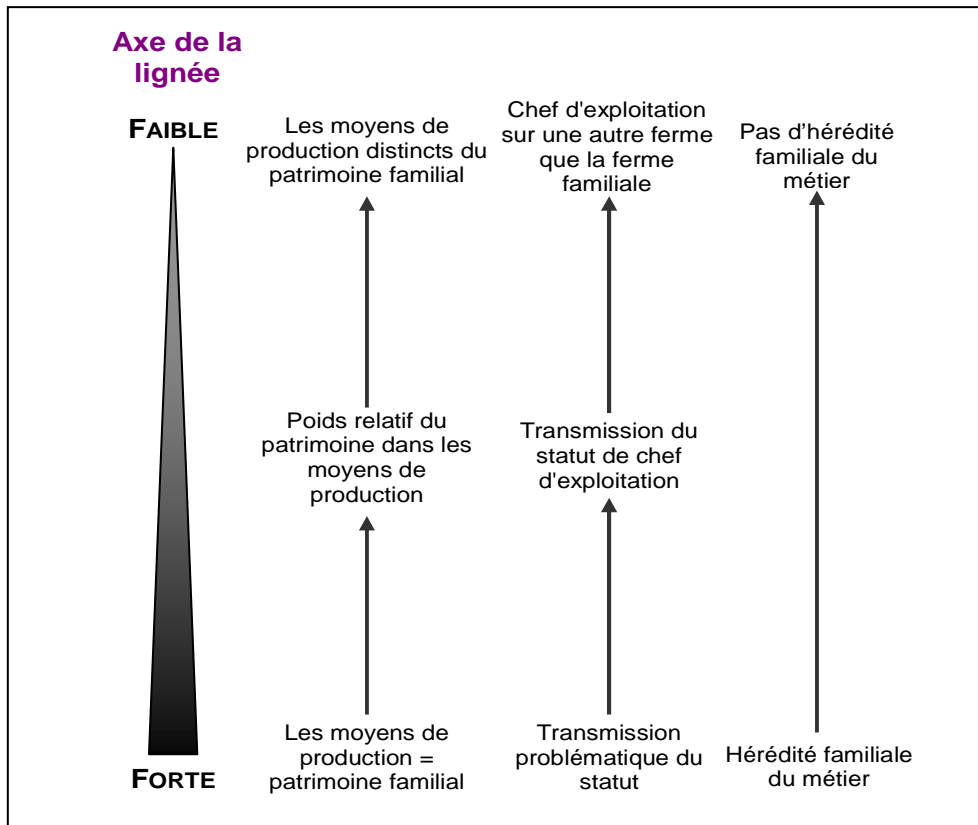 Axe de la
lignée
FAIBLE
Les moyens de
production distincts du
patrimoine familial
Chef d'exploitation
sur une autre ferme
que la ferme
familiale
Pas d’hérédité
familiale du
métier
Poids relatif du
patrimoine dans les
moyens de
production
Transmission du
statut de chef
d'exploitation
Les moyens de
production =
patrimoine familial
Transmission
problématique du
statut
Hérédité familiale
du métier
FORTE